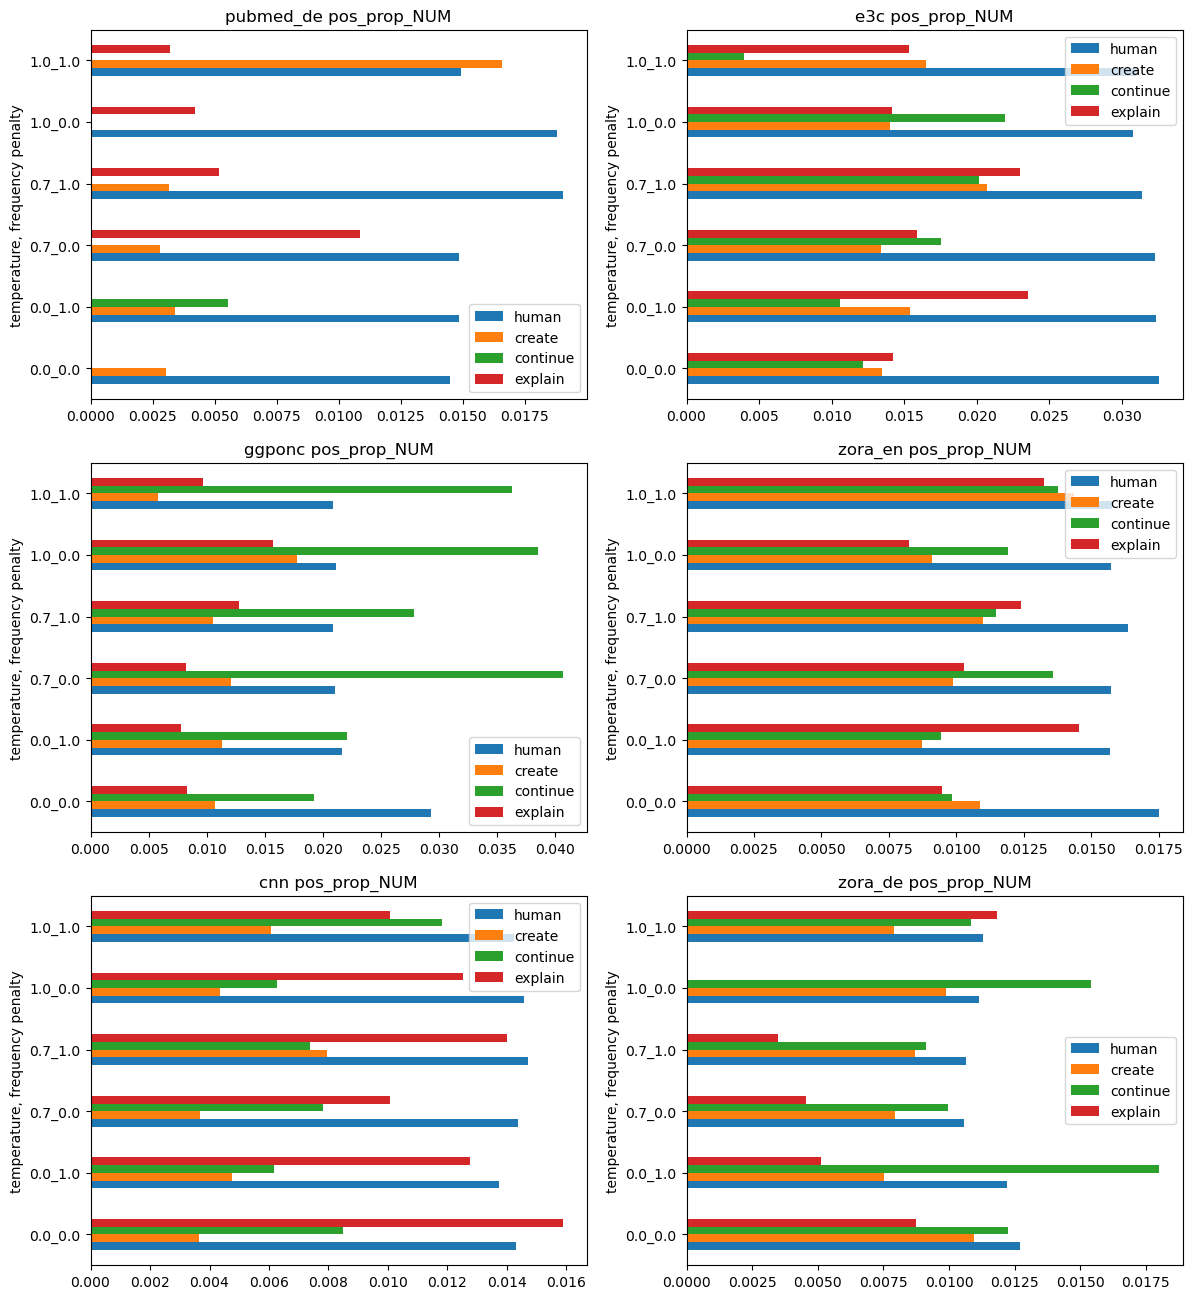 pubmed_de pos_prop_NUM
temperature, frequency penalty
1.0_1.0
1.0_0.0
0.7_1.0
0.7_0.0
0.0_1.0
0.0_0.0
human
create
continue
explain
0.0000 0.0025 0.0050 0.0075 0.0100 0.0125 0.0150 0.0175
e3c pos_prop_NUM
temperature, frequency penalty
1.0_1.0
1.0_0.0
0.7_1.0
0.7_0.0
0.0_1.0
0.0_0.0
human
create
continue
explain
0.000 0.005 0.010 0.015 0.020 0.025 0.030
ggponc pos_prop_NUM
temperature, frequency penalty
1.0_1.0
1.0_0.0
0.7_1.0
0.7_0.0
0.0_1.0
0.0_0.0
human
create
continue
explain
0.000 0.005 0.010 0.015 0.020 0.025 0.030 0.035 0.040
zora_en pos_prop_NUM
temperature, frequency penalty
1.0_1.0
1.0_0.0
0.7_1.0
0.7_0.0
0.0_1.0
0.0_0.0
human
create
continue
explain
0.0000 0.0025 0.0050 0.0075 0.0100 0.0125 0.0150 0.0175
cnn pos_prop_NUM
temperature, frequency penalty
1.0_1.0
1.0_0.0
0.7_1.0
0.7_0.0
0.0_1.0
0.0_0.0
human
create
continue
explain
0.000 0.002 0.004 0.006 0.008 0.010 0.012 0.014 0.016
zora_de pos_prop_NUM
temperature, frequency penalty
1.0_1.0
1.0_0.0
0.7_1.0
0.7_0.0
0.0_1.0
0.0_0.0
human
create
continue
explain
0.0000 0.0025 0.0050 0.0075 0.0100 0.0125 0.0150 0.0175